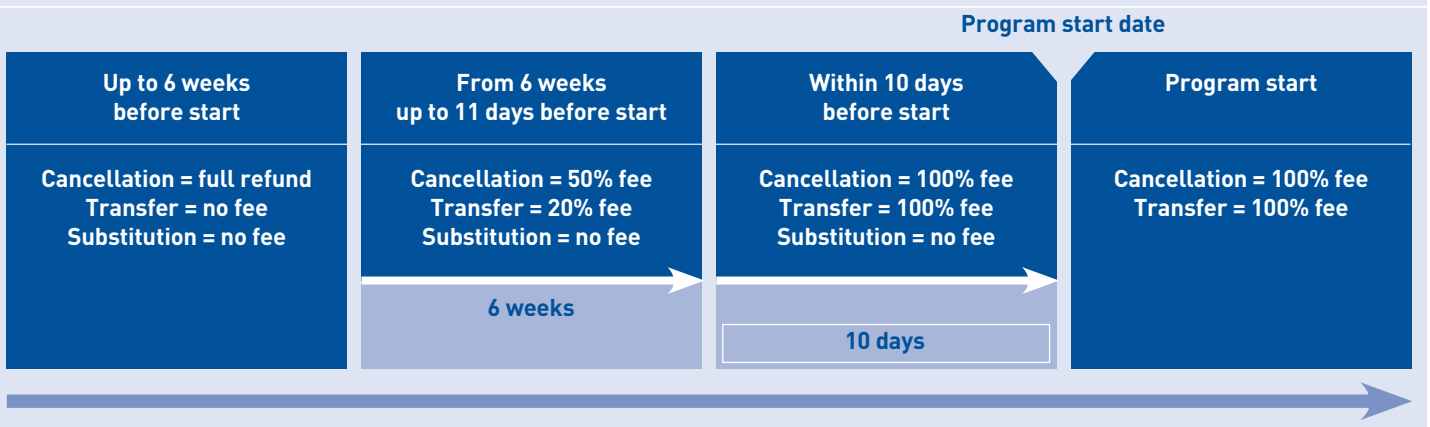 Program start date
Up to 6 weeks
before start
Cancellation = full refund
Transfer = no fee
Substitution = no fee
From 6 weeks
up to 11 days before start
Cancellation = 50% fee
Transfer = 20% fee
Substitution = no fee
6 weeks
Within 10 days
before start
Cancellation = 100% fee
Transfer = 100% fee
Substitution = no fee
10 days
Program start
Cancellation = 100% fee
Transfer = 100% fee